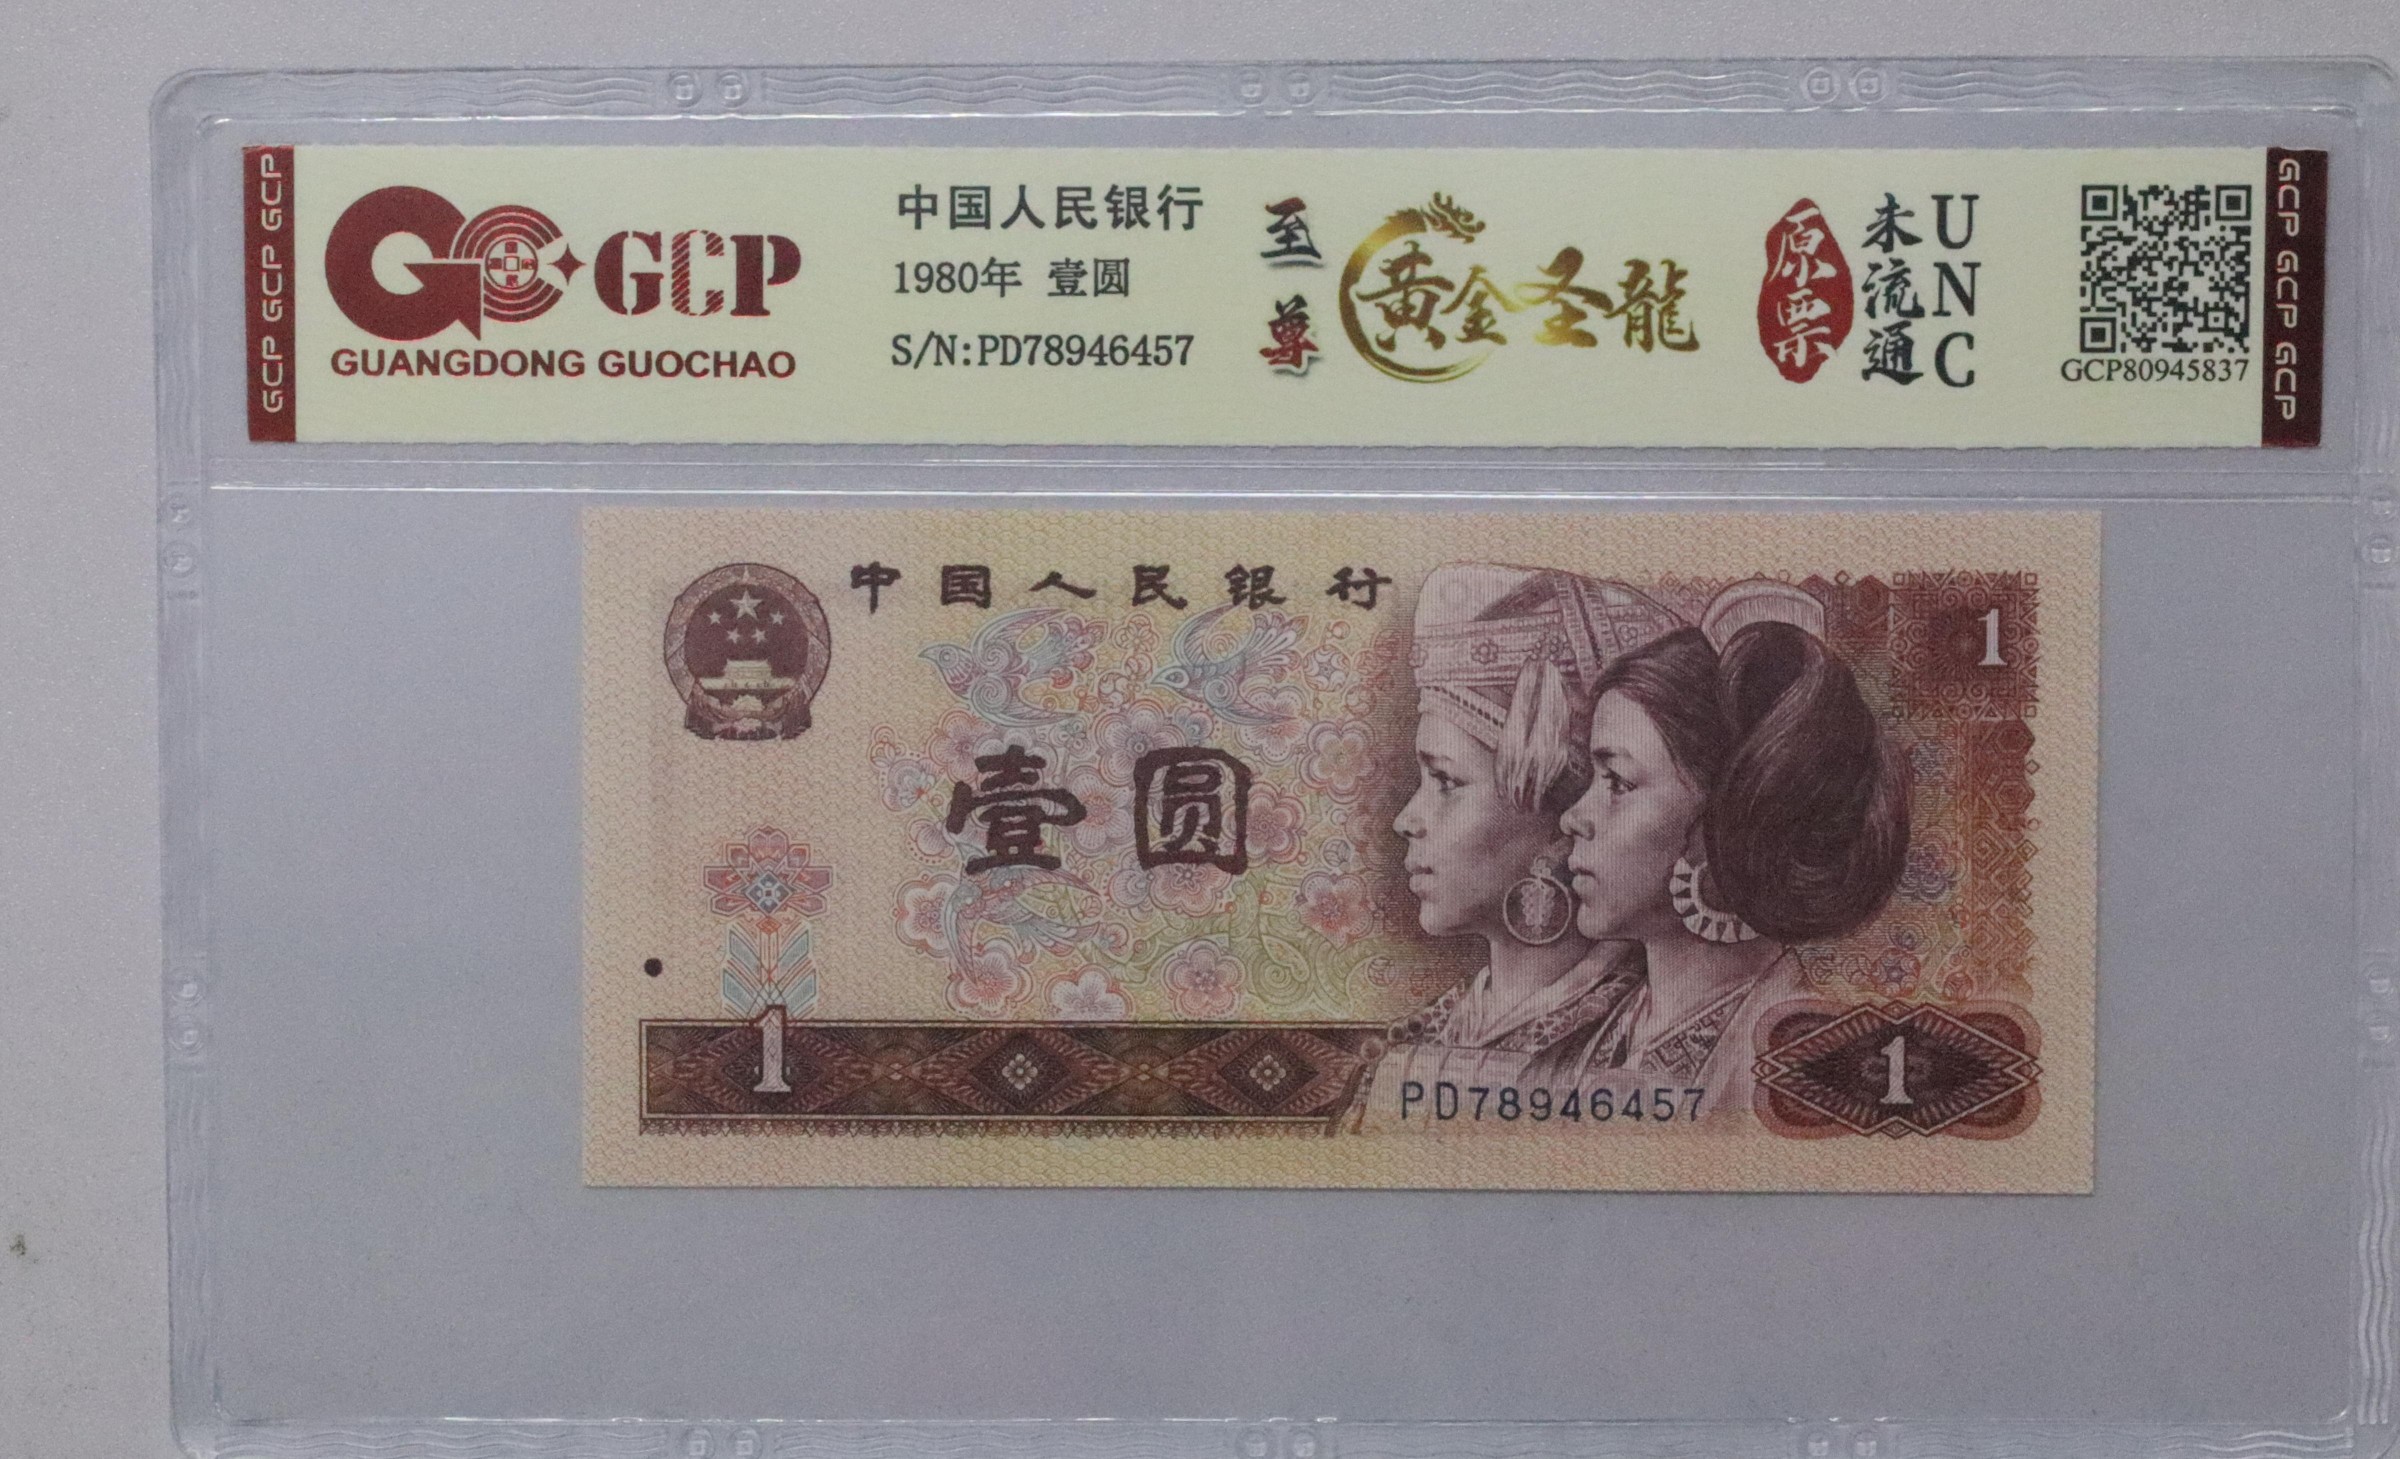 GCP GCP GCP
GCP
GUANGDONG GUOCHAO
中国人民银行
1980年 壹圆
S/N:PD78946457
至尊
黄金圣龍
原票
未流通
UNC
GCP80945837
GCP GCP GCP
中国人民银行
1
壹圆
1
PD78946457
1